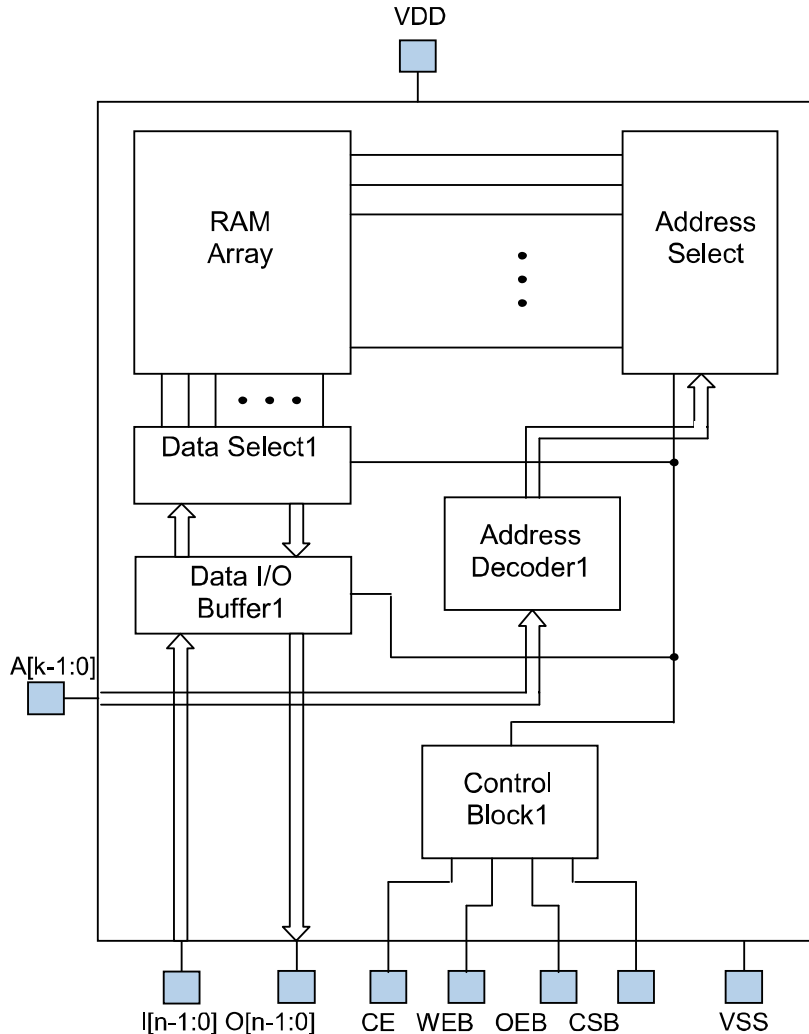 VDD
RAM
Array
Address
Select
Data Select1
Address
Decoder1
Data I/O
Buffer1
A[k-1:0]
Control
Block1
I[n-1:0] O[n-1:0] CE WEB OEB CSB VSS